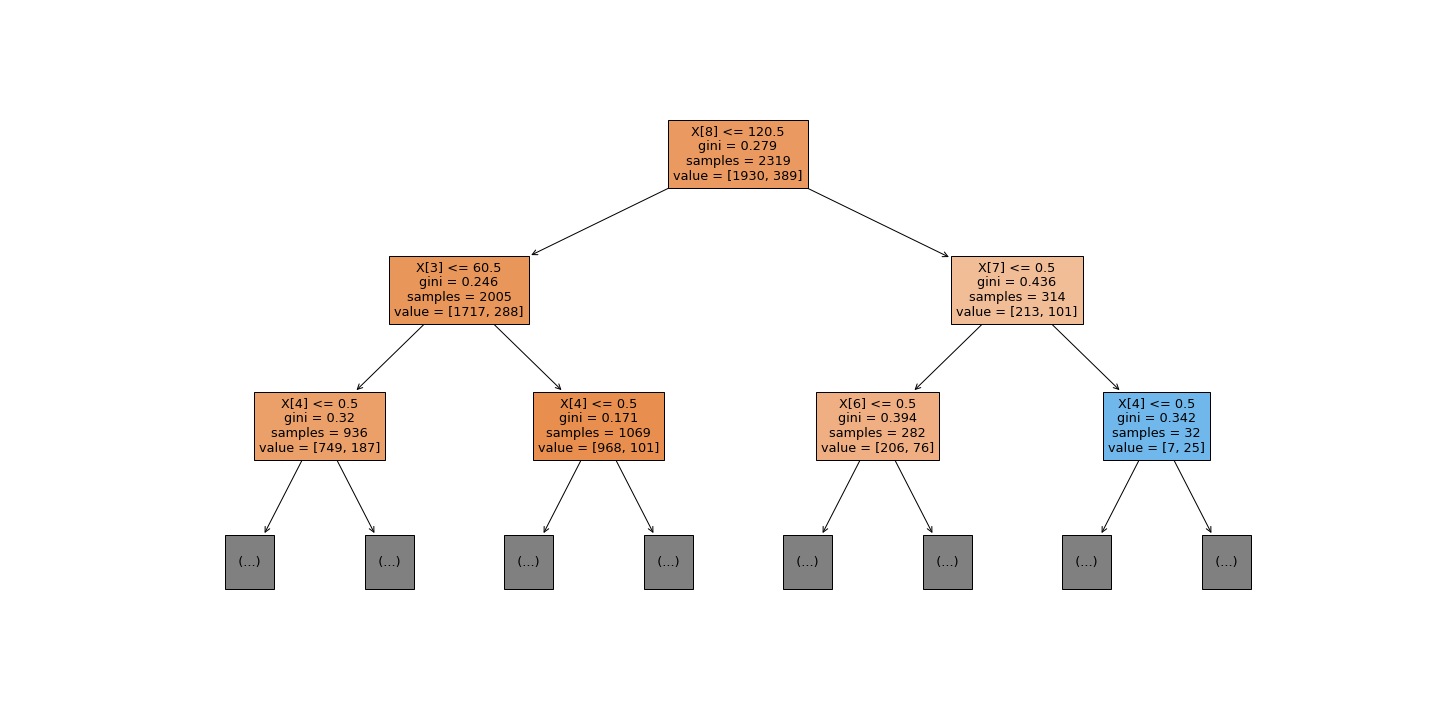 X[8] <= 120.5
gini = 0.279
samples = 2319
value = [1930, 389]
X[3] <= 60.5
gini = 0.246
samples = 2005
value = [1717, 288]
X[7] <= 0.5
gini = 0.436
samples = 314
value = [213, 101]
X[4] <= 0.5
gini = 0.32
samples = 936
value = [749, 187]
X[4] <= 0.5
gini = 0.171
samples = 1069
value = [968, 101]
X[6] <= 0.5
gini = 0.394
samples = 282
value = [206, 76]
X[4] <= 0.5
gini = 0.342
samples = 32
value = [7, 25]
(...)
(...)
(...)
(...)
(...)
(...)
(...)
(...)